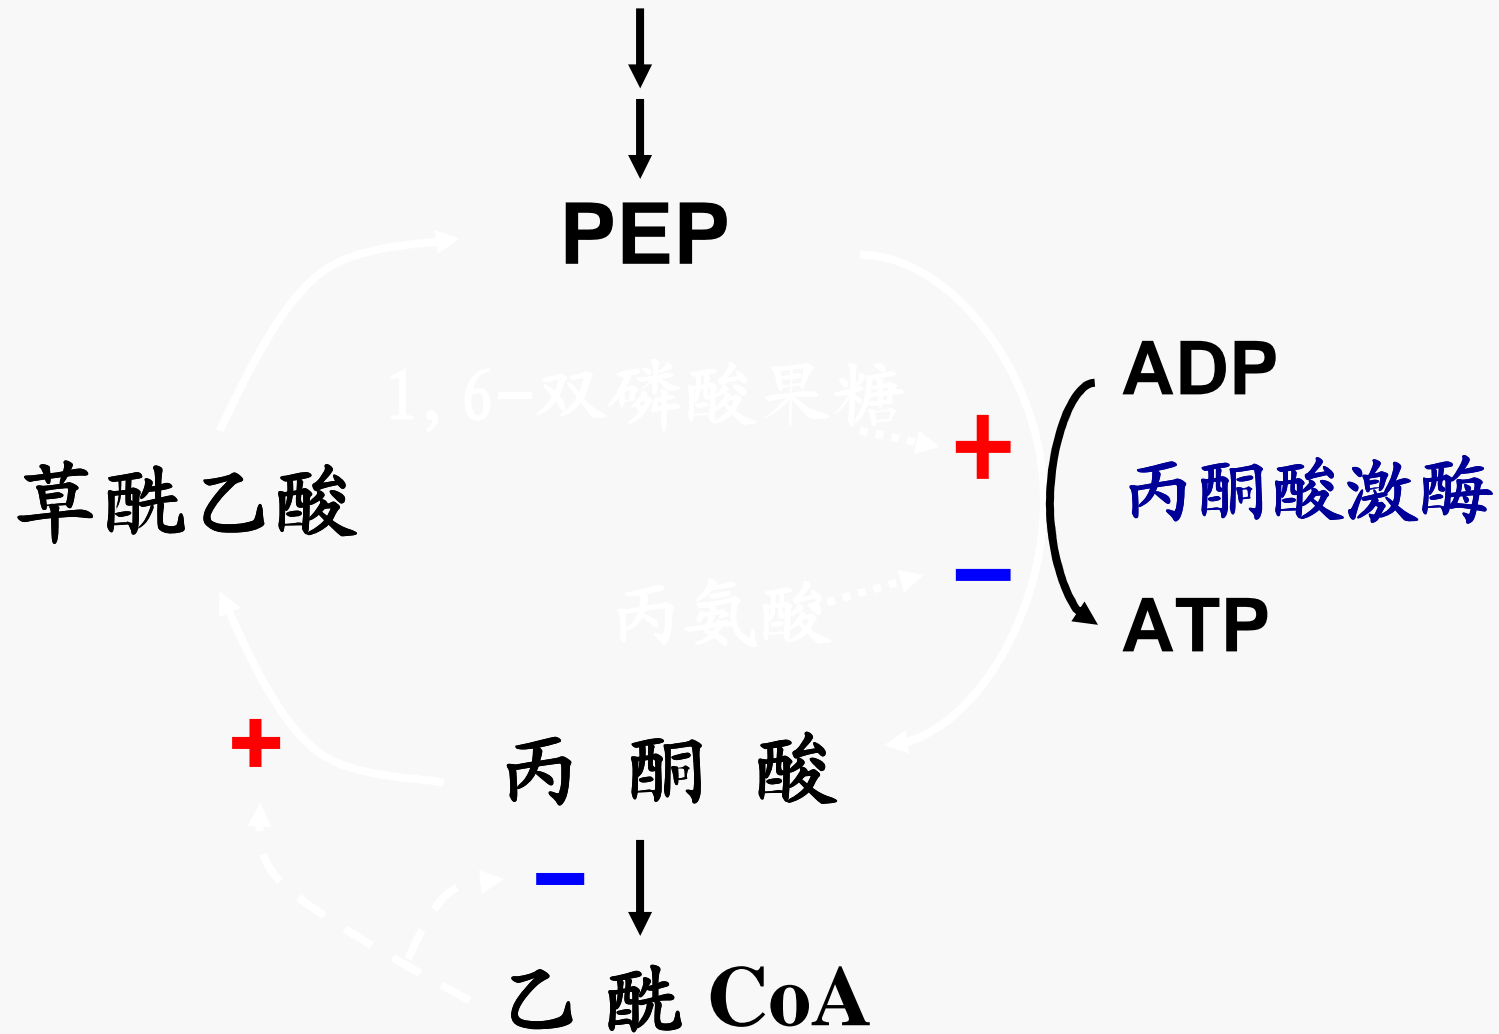 PEP
ADP
1,6-双磷酸果糖
+
草酰乙酸
丙酮酸激酶
−
丙氨酸
ATP
+
丙 酮 酸
−
乙 酰 CoA